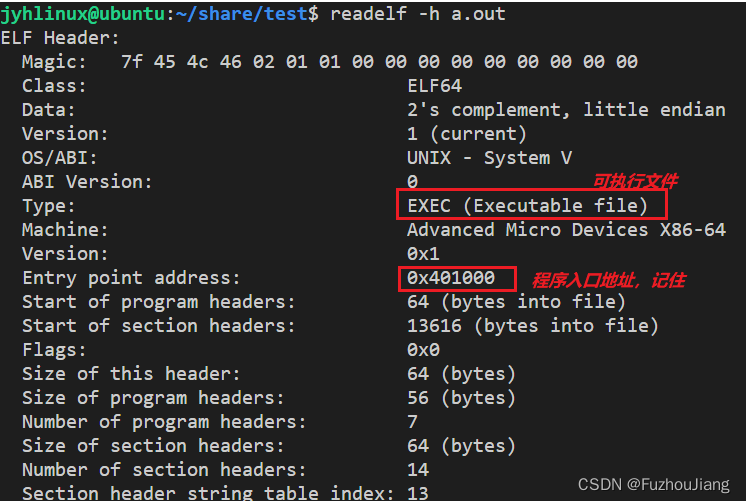 jyhlinux@ubuntu:~/share/test$ readelf -h a.out
ELF Header:
  Magic:   7f 45 4c 46 02 01 01 00 00 00 00 00 00 00 00 00
  Class:                             ELF64
  Data:                              2's complement, little endian
  Version:                           1 (current)
  OS/ABI:                            UNIX - System V
  ABI Version:                       0
可执行文件
  Type:                              EXEC (Executable file)
  Machine:                           Advanced Micro Devices X86-64
  Version:                           0x1
  Entry point address:               0x401000 程序入口地址，记住
  Start of program headers:          64 (bytes into file)
  Start of section headers:          13616 (bytes into file)
  Flags:                             0x0
  Size of this header:               64 (bytes)
  Size of program headers:           56 (bytes)
  Number of program headers:         7
  Size of section headers:           64 (bytes)
  Number of section headers:         14
  Section header string table index: 13
CSDN @FuzhouJiang